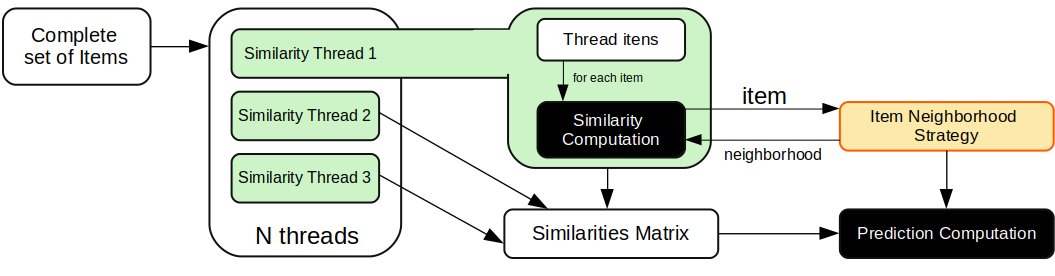 Complete
set of Items
Similarity Thread 1
Similarity Thread 2
Similarity Thread 3
N threads
Thread itens
for each item
Similarity
Computation
item
neighborhood
Item Neighborhood
Strategy
Similarities Matrix
Prediction Computation